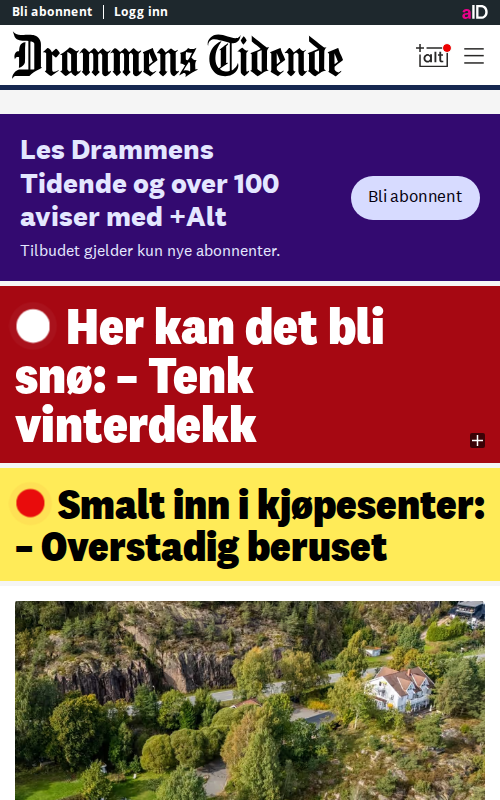 Bli abonnent | Logg inn
aID
Drammens Tidende
+alt
Les Drammens
Tidende og over 100
aviser med +Alt
Bli abonnent
Tilbudet gjelder kun nye abonnenter.
Her kan det bli
snø: – Tenk
vinterdekk
+
Smalt inn i kjøpesenter:
– Overstadig beruset